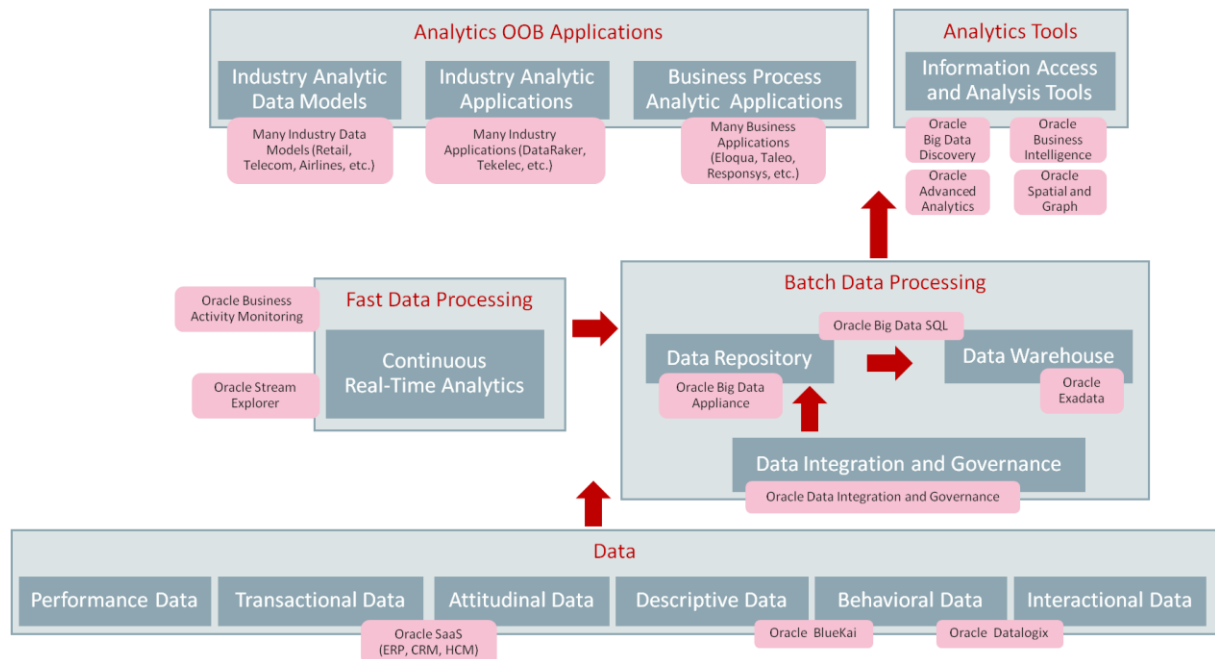 Analytics OOB Applications
Industry Analytic
Data Models
Industry Analytic
Applications
Business Process
Analytic Applications
Many Industry Data
Models (Retail,
Telecom, Airlines, etc.)
Many Industry
Applications (DataRaker,
Tekelec, etc.)
Many Business
Applications
(Eloqua, Taleo,
Responsys, etc.)
Analytics Tools
Information Access
and Analysis Tools
Oracle
Big Data
Discovery
Oracle
Business
Intelligence
Oracle
Advanced
Analytics
Oracle
Spatial and
Graph
Fast Data Processing
Oracle Business
Activity Monitoring
Continuous
Real-Time Analytics
Oracle Stream
Explorer
Batch Data Processing
Oracle Big Data SQL
Data Repository
Data Warehouse
Oracle Big Data
Appliance
Oracle
Exadata
Data Integration and Governance
Oracle Data Integration and Governance
Data
Performance Data
Transactional Data
Attitudinal Data
Descriptive Data
Behavioral Data
Interactional Data
Oracle SaaS
(ERP, CRM, HCM)
Oracle BlueKai
Oracle Datalogix